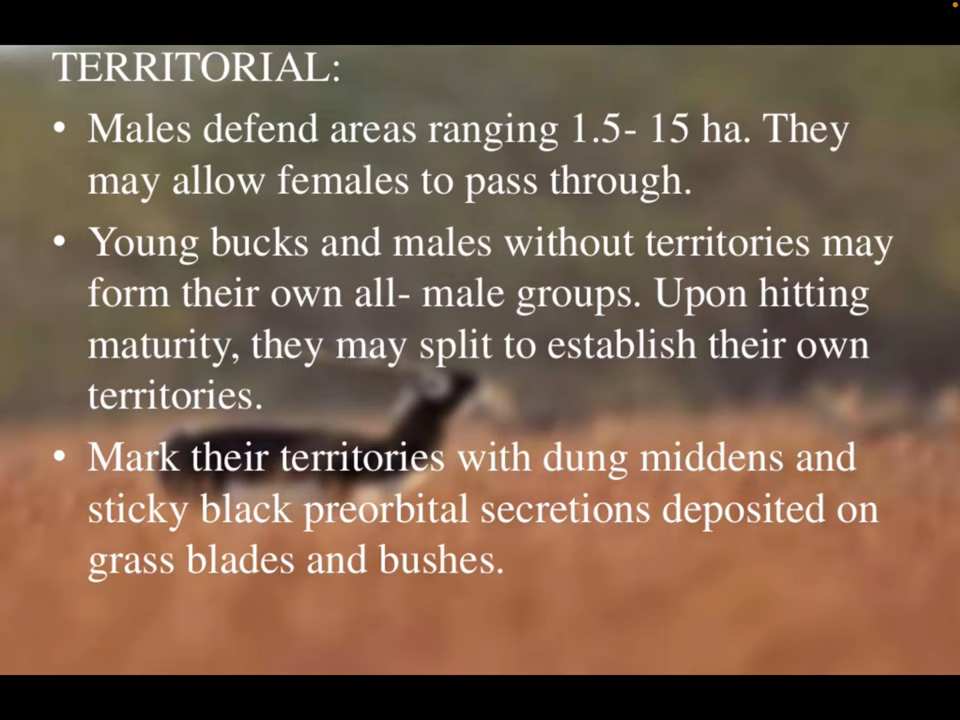 TERRITORIAL:
• Males defend areas ranging 1.5- 15 ha. They
may allow females to pass through.
• Young bucks and males without territories may
form their own all- male groups. Upon hitting
maturity, they may split to establish their own
territories.
• Mark their territories with dung middens and
sticky black preorbital secretions deposited on
grass blades and bushes.